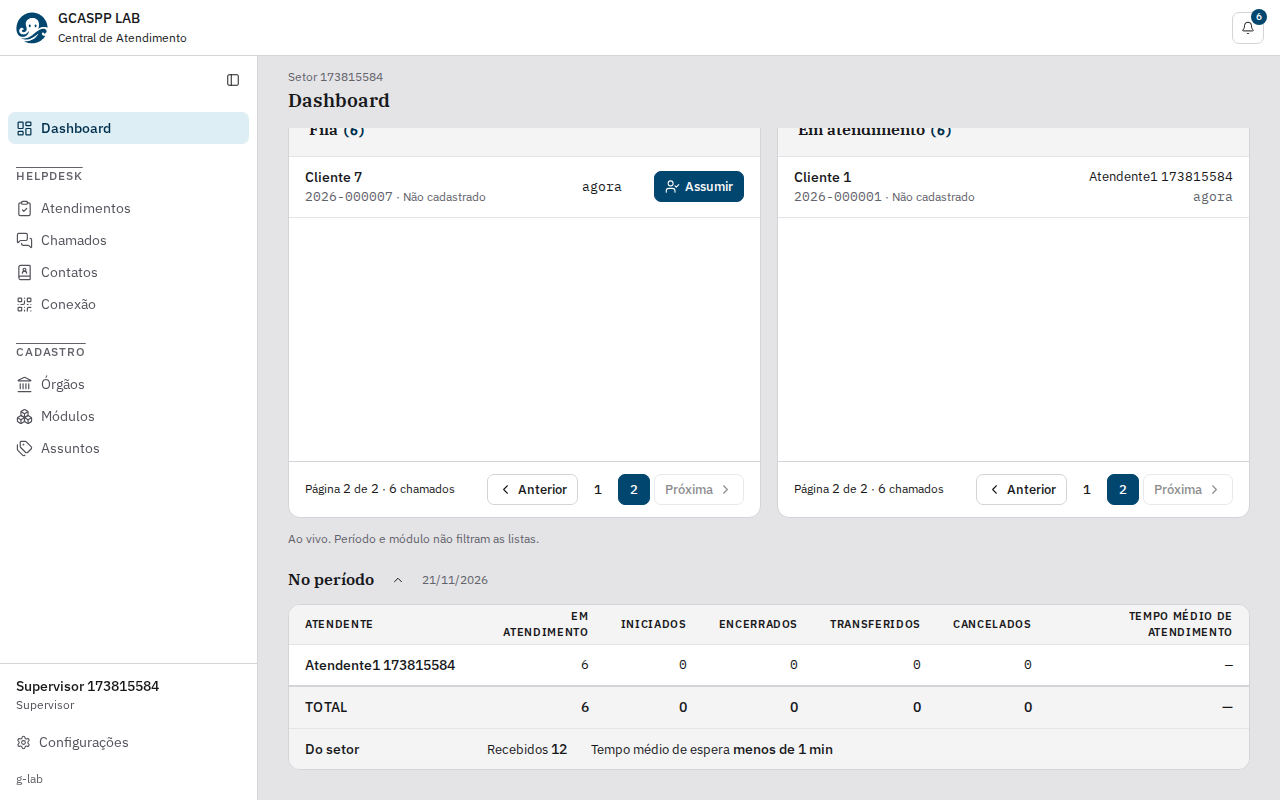 GCASPP LAB
Central de Atendimento
6
Dashboard
HELPDESK
Atendimentos
Chamados
Contatos
Conexão
CADASTRO
Órgãos
Módulos
Assuntos
Supervisor 173815584
Supervisor
Configurações
g-lab
Setor 173815584
Dashboard
Fila (6)
Cliente 7
2026-000007 · Não cadastrado
agora
Assumir
Página 2 de 2 · 6 chamados
Anterior 1 2 Próxima
Em atendimento (6)
Cliente 1
2026-000001 · Não cadastrado
Atendente1 173815584
agora
Página 2 de 2 · 6 chamados
Anterior 1 2 Próxima
Ao vivo. Período e módulo não filtram as listas.
No período 21/11/2026
ATENDENTE EM ATENDIMENTO INICIADOS ENCERRADOS TRANSFERIDOS CANCELADOS TEMPO MÉDIO DE ATENDIMENTO
Atendente1 173815584 6 0 0 0 0 —
TOTAL 6 0 0 0 0 —
Do setor Recebidos 12 Tempo médio de espera menos de 1 min